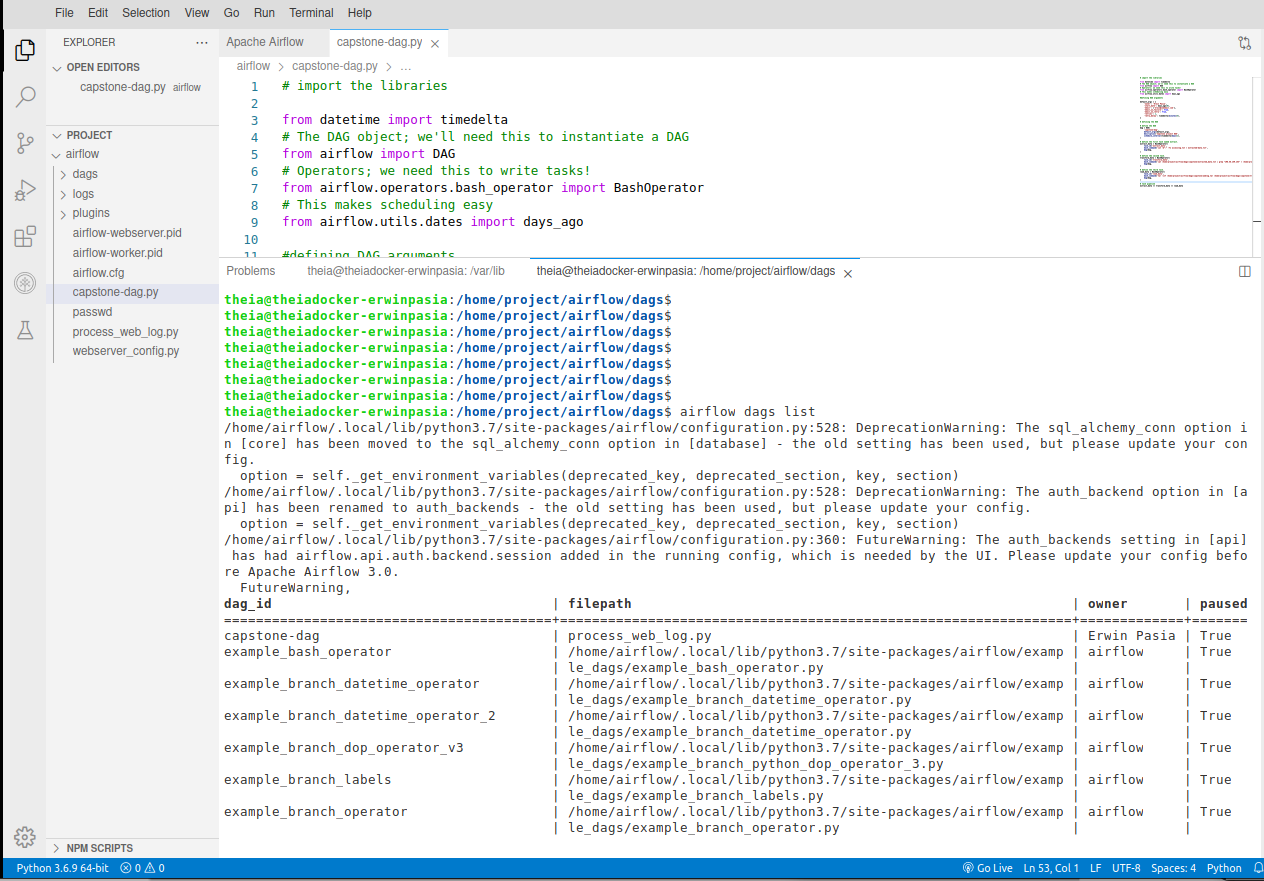 File Edit Selection View Go Run Terminal Help
EXPLORER ...
OPEN EDITORS
capstone-dag.py airflow
PROJECT
airflow
dags
logs
plugins
airflow-webserver.pid
airflow-worker.pid
airflow.cfg
capstone-dag.py
passwd
process_web_log.py
webserver_config.py
NPM SCRIPTS
Apache Airflow capstone-dag.py
airflow > capstone-dag.py > ...
1 # import the libraries
2
3 from datetime import timedelta
4 # The DAG object; we'll need this to instantiate a DAG
5 from airflow import DAG
6 # Operators; we need this to write tasks!
7 from airflow.operators.bash_operator import BashOperator
8 # This makes scheduling easy
9 from airflow.utils.dates import days_ago
10
11 #defining DAG arguments
Problems theia@theiadocker-erwinpasia: /var/lib theia@theiadocker-erwinpasia: /home/project/airflow/dags
theia@theiadocker-erwinpasia:/home/project/airflow/dags$
theia@theiadocker-erwinpasia:/home/project/airflow/dags$
theia@theiadocker-erwinpasia:/home/project/airflow/dags$
theia@theiadocker-erwinpasia:/home/project/airflow/dags$
theia@theiadocker-erwinpasia:/home/project/airflow/dags$
theia@theiadocker-erwinpasia:/home/project/airflow/dags$
theia@theiadocker-erwinpasia:/home/project/airflow/dags$
theia@theiadocker-erwinpasia:/home/project/airflow/dags$ airflow dags list
/home/airflow/.local/lib/python3.7/site-packages/airflow/configuration.py:528: DeprecationWarning: The sql_alchemy_conn option i
n [core] has been moved to the sql_alchemy_conn option in [database] - the old setting has been used, but please update your con
fig.
  option = self._get_environment_variables(deprecated_key, deprecated_section, key, section)
/home/airflow/.local/lib/python3.7/site-packages/airflow/configuration.py:528: DeprecationWarning: The auth_backend option in [a
pi] has been renamed to auth_backends - the old setting has been used, but please update your config.
  option = self._get_environment_variables(deprecated_key, deprecated_section, key, section)
/home/airflow/.local/lib/python3.7/site-packages/airflow/configuration.py:360: FutureWarning: The auth_backends setting in [api]
 has had airflow.api.auth.backend.session added in the running config, which is needed by the UI. Please update your config befo
re Apache Airflow 3.0.
  FutureWarning,
dag_id | filepath | owner | paused
=========================================+================================================================+=============+=======
capstone-dag | process_web_log.py | Erwin Pasia | True
example_bash_operator | /home/airflow/.local/lib/python3.7/site-packages/airflow/examp | airflow | True
| le_dags/example_bash_operator.py | |
example_branch_datetime_operator | /home/airflow/.local/lib/python3.7/site-packages/airflow/examp | airflow | True
| le_dags/example_branch_datetime_operator.py | |
example_branch_datetime_operator_2 | /home/airflow/.local/lib/python3.7/site-packages/airflow/examp | airflow | True
| le_dags/example_branch_datetime_operator.py | |
example_branch_dop_operator_v3 | /home/airflow/.local/lib/python3.7/site-packages/airflow/examp | airflow | True
| le_dags/example_branch_python_dop_operator_3.py | |
example_branch_labels | /home/airflow/.local/lib/python3.7/site-packages/airflow/examp | airflow | True
| le_dags/example_branch_labels.py | |
example_branch_operator | /home/airflow/.local/lib/python3.7/site-packages/airflow/examp | airflow | True
| le_dags/example_branch_operator.py | |
Python 3.6.9 64-bit 0 0 Go Live Ln 53, Col 1 LF UTF-8 Spaces: 4 Python